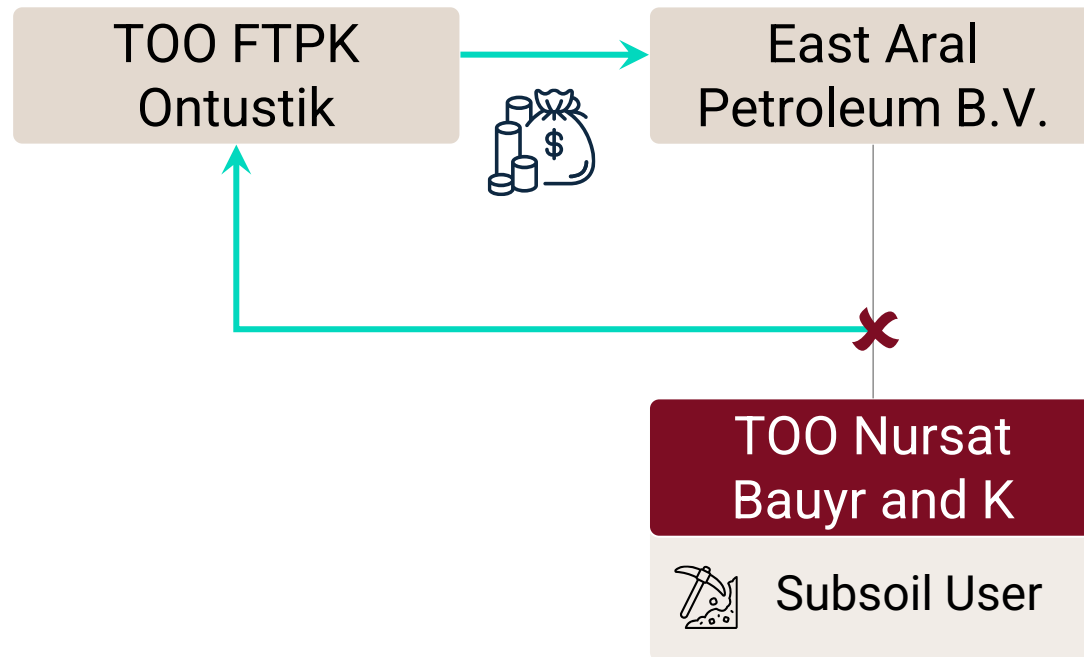 TOO FTPK
Ontustik
East Aral
Petroleum B.V.
$
TOO Nursat
Bauyr and K
Subsoil User